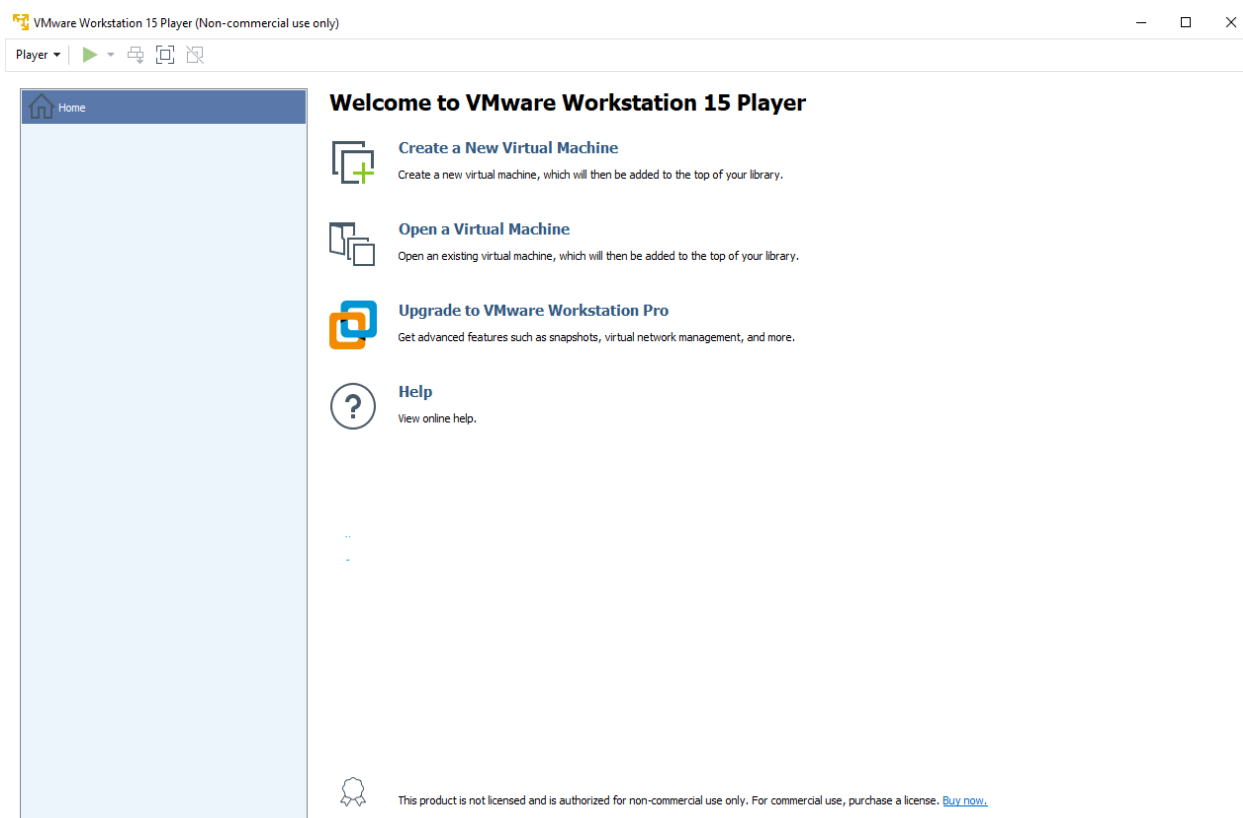 VMware Workstation 15 Player (Non-commercial use only)
Player
Home
Welcome to VMware Workstation 15 Player
Create a New Virtual Machine
Create a new virtual machine, which will then be added to the top of your library.
Open a Virtual Machine
Open an existing virtual machine, which will then be added to the top of your library.
Upgrade to VMware Workstation Pro
Get advanced features such as snapshots, virtual network management, and more.
?
Help
View online help.
This product is not licensed and is authorized for non-commercial use only. For commercial use, purchase a license. Buy now.